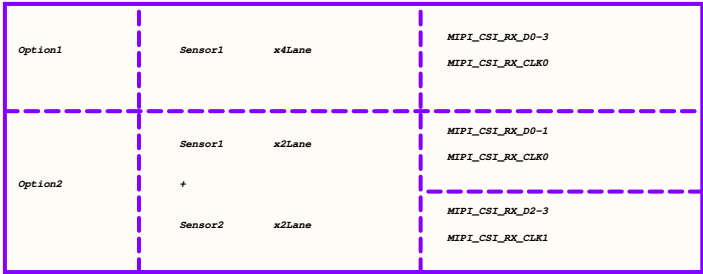 Option1
Sensor1 x4Lane
MIPI_CSI_RX_D0-3
MIPI_CSI_RX_CLK0
Option2
Sensor1 x2Lane
+
Sensor2 x2Lane
MIPI_CSI_RX_D0-1
MIPI_CSI_RX_CLK0
MIPI_CSI_RX_D2-3
MIPI_CSI_RX_CLK1